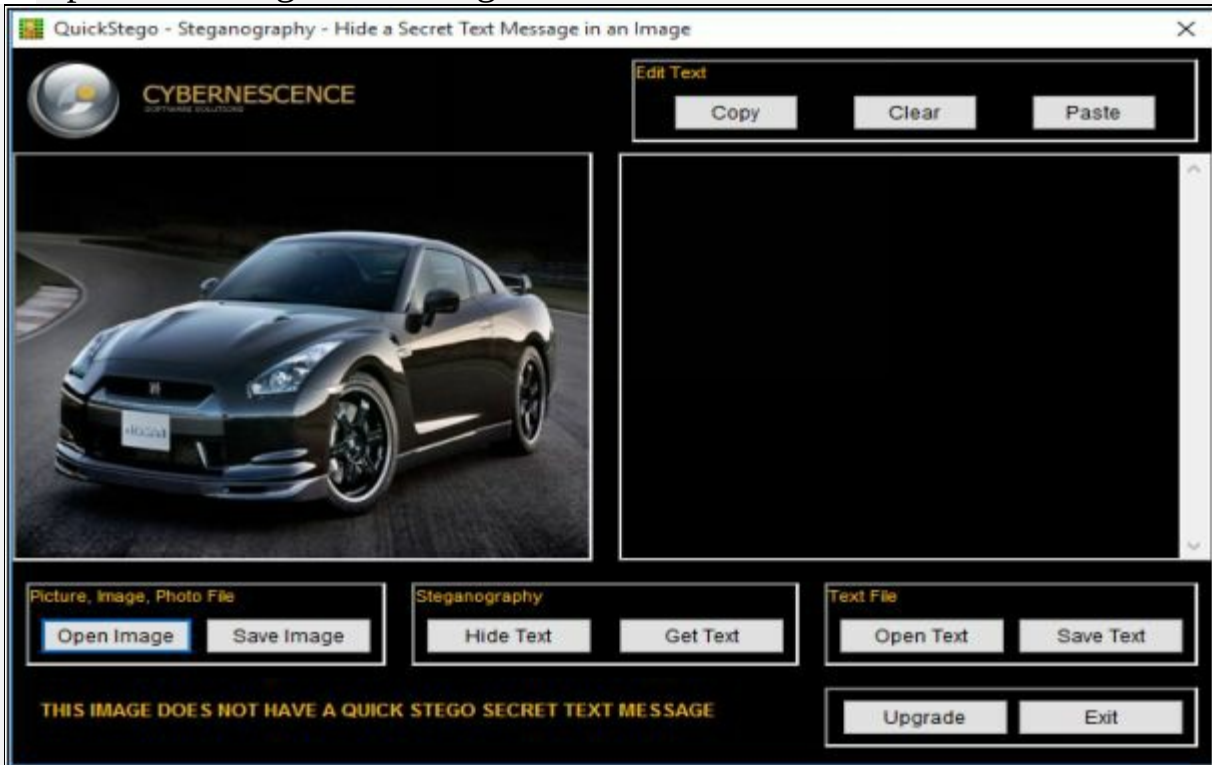 QuickStego - Steganography - Hide a Secret Text Message in an Image
CYBERNESCENCE
SOFTWARE SOLUTIONS
Edit Text
Copy Clear Paste
Picture, Image, Photo File
Open Image Save Image
Steganography
Hide Text Get Text
Text File
Open Text Save Text
THIS IMAGE DOES NOT HAVE A QUICK STEGO SECRET TEXT MESSAGE
Upgrade Exit